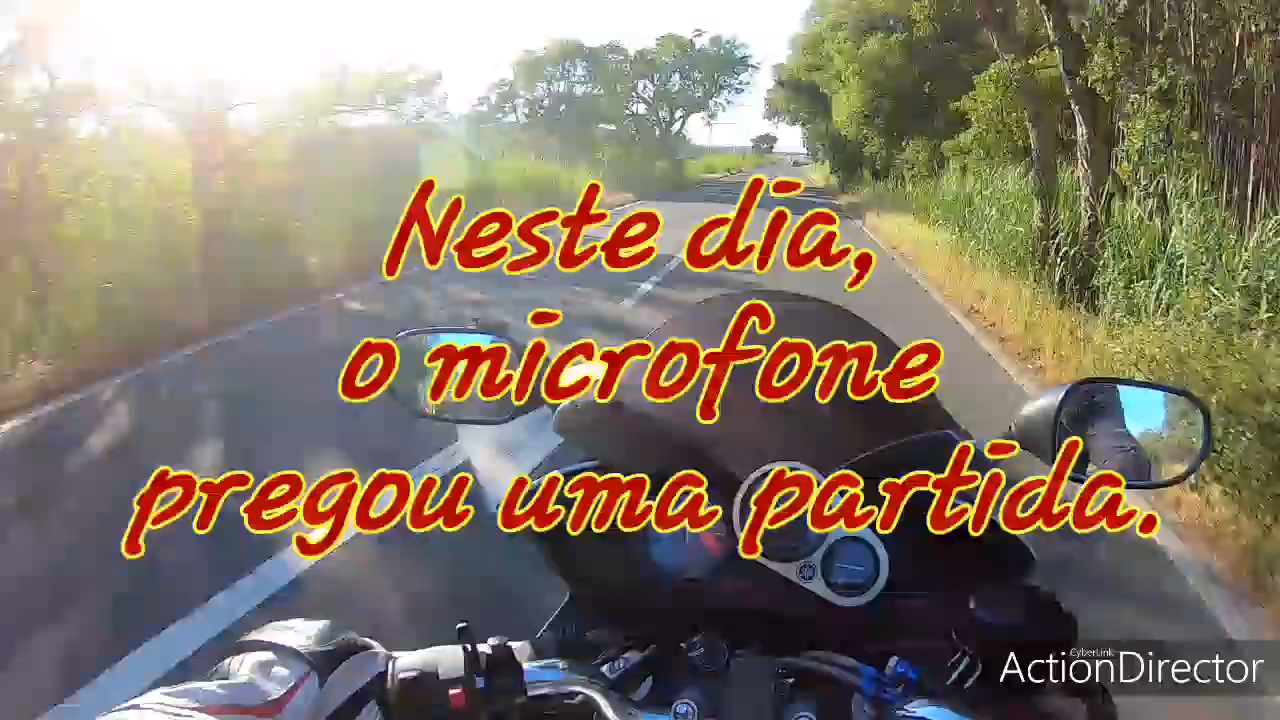 Neste dia,
o microfone
pregou uma partida.
CyberLink
ActionDirector